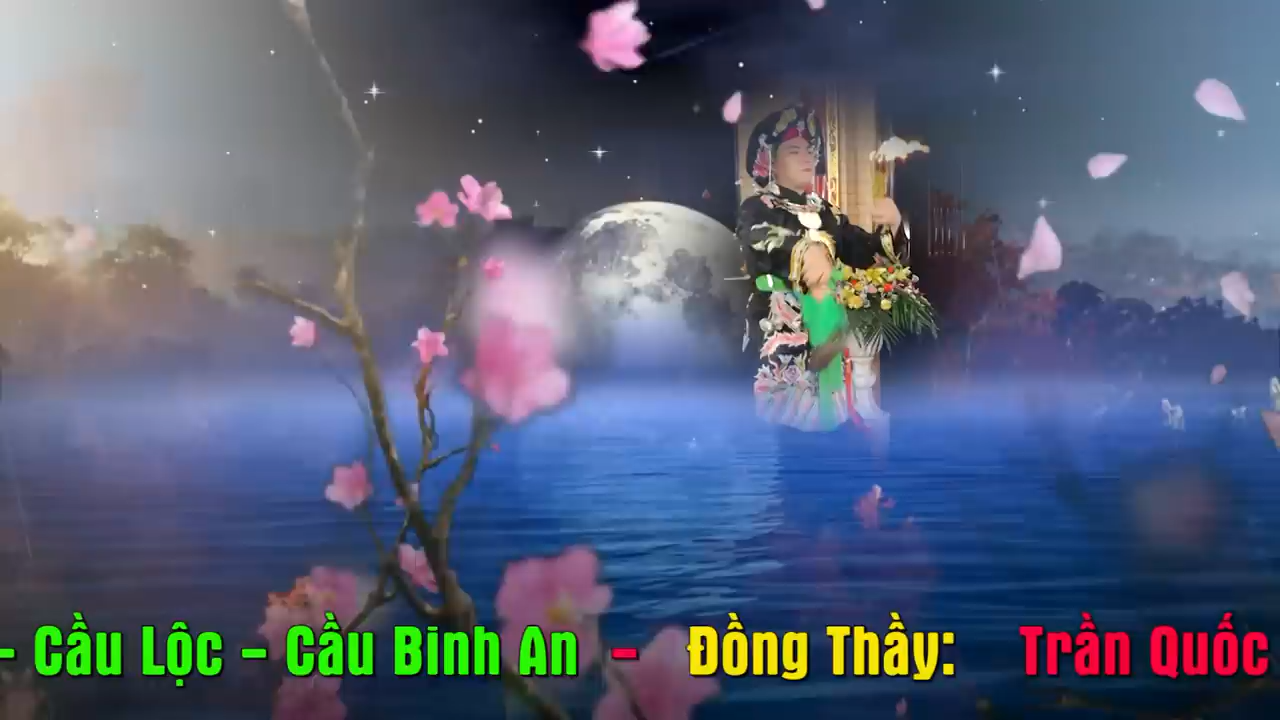 - Cầu Lộc - Cầu Bình An - Đồng Thầy: Trần Quốc